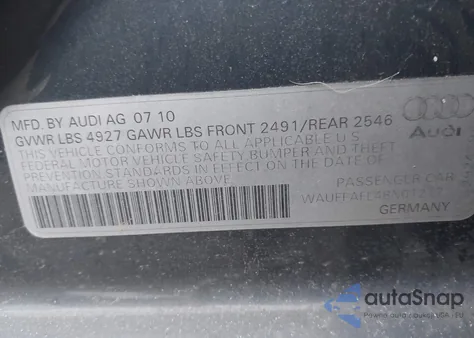 MFD. BY AUDI AG 07 10
GVWR LBS 4927 GAWR LBS FRONT 2491/REAR 2546
THIS VEHICLE CONFORMS TO ALL APPLICABLE U S
FEDERAL MOTOR VEHICLE SAFETY BUMPER AND THEFT
PREVENTION STANDARDS IN EFFECT ON THE DATE OF
MANUFACTURE SHOWN ABOVE
Audi
PASSENGER CAR
GERMANY
autoSnap